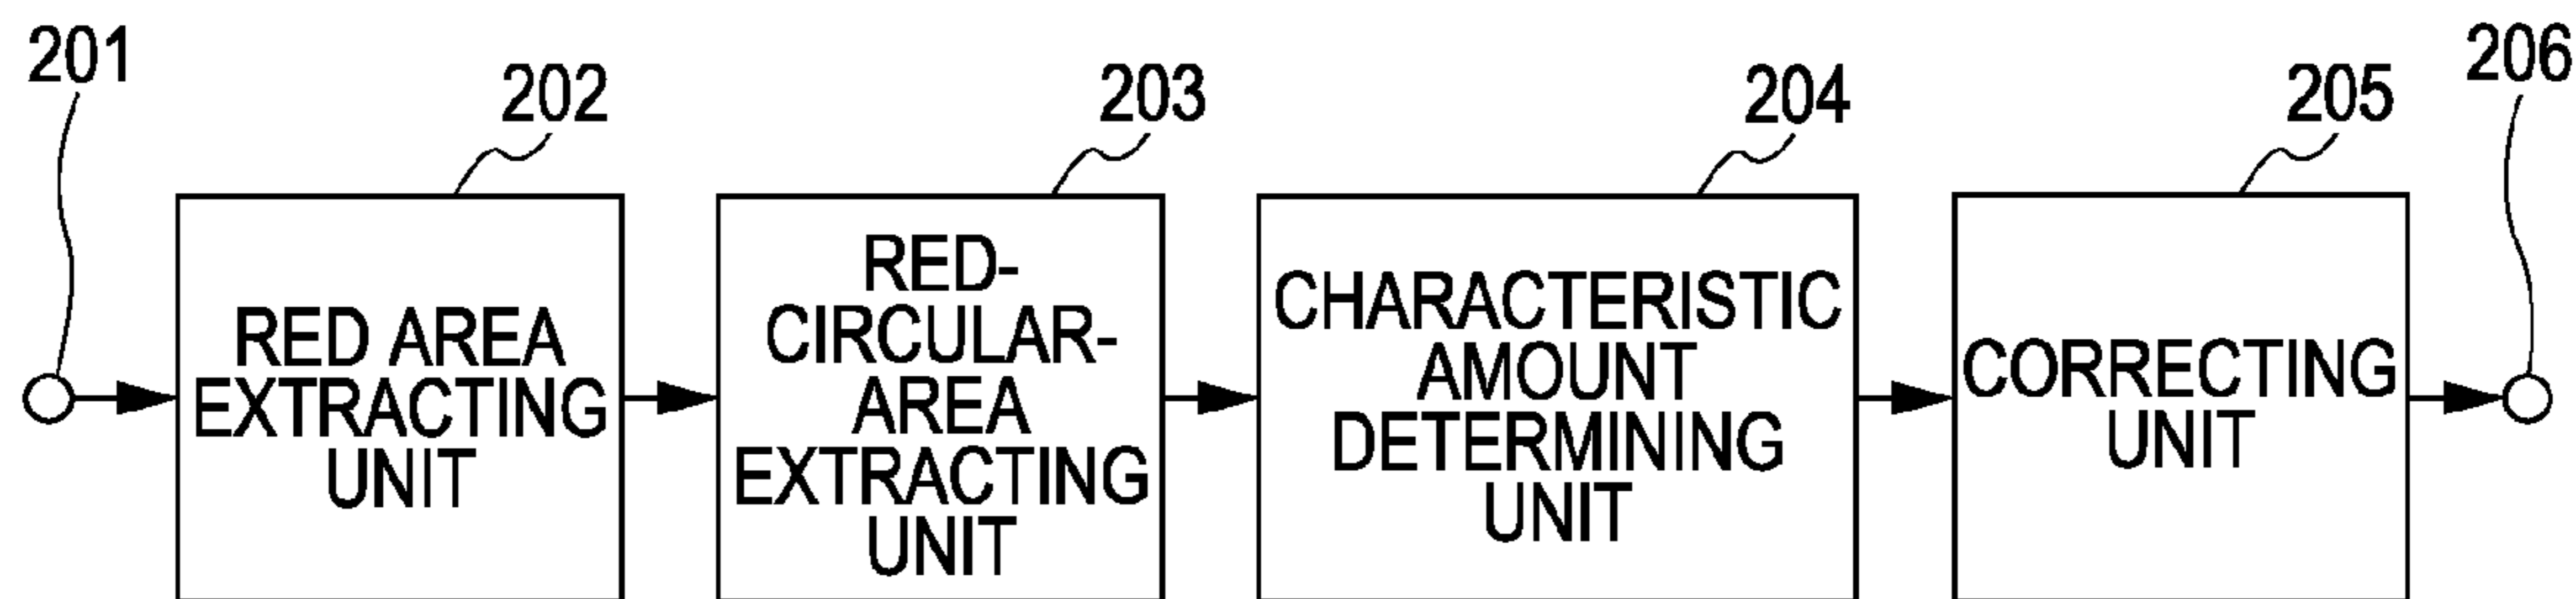 201
202
203
204
205
206
RED AREA
EXTRACTING
UNIT
RED-
CIRCULAR-
AREA
EXTRACTING
UNIT
CHARACTERISTIC
AMOUNT
DETERMINING
UNIT
CORRECTING
UNIT